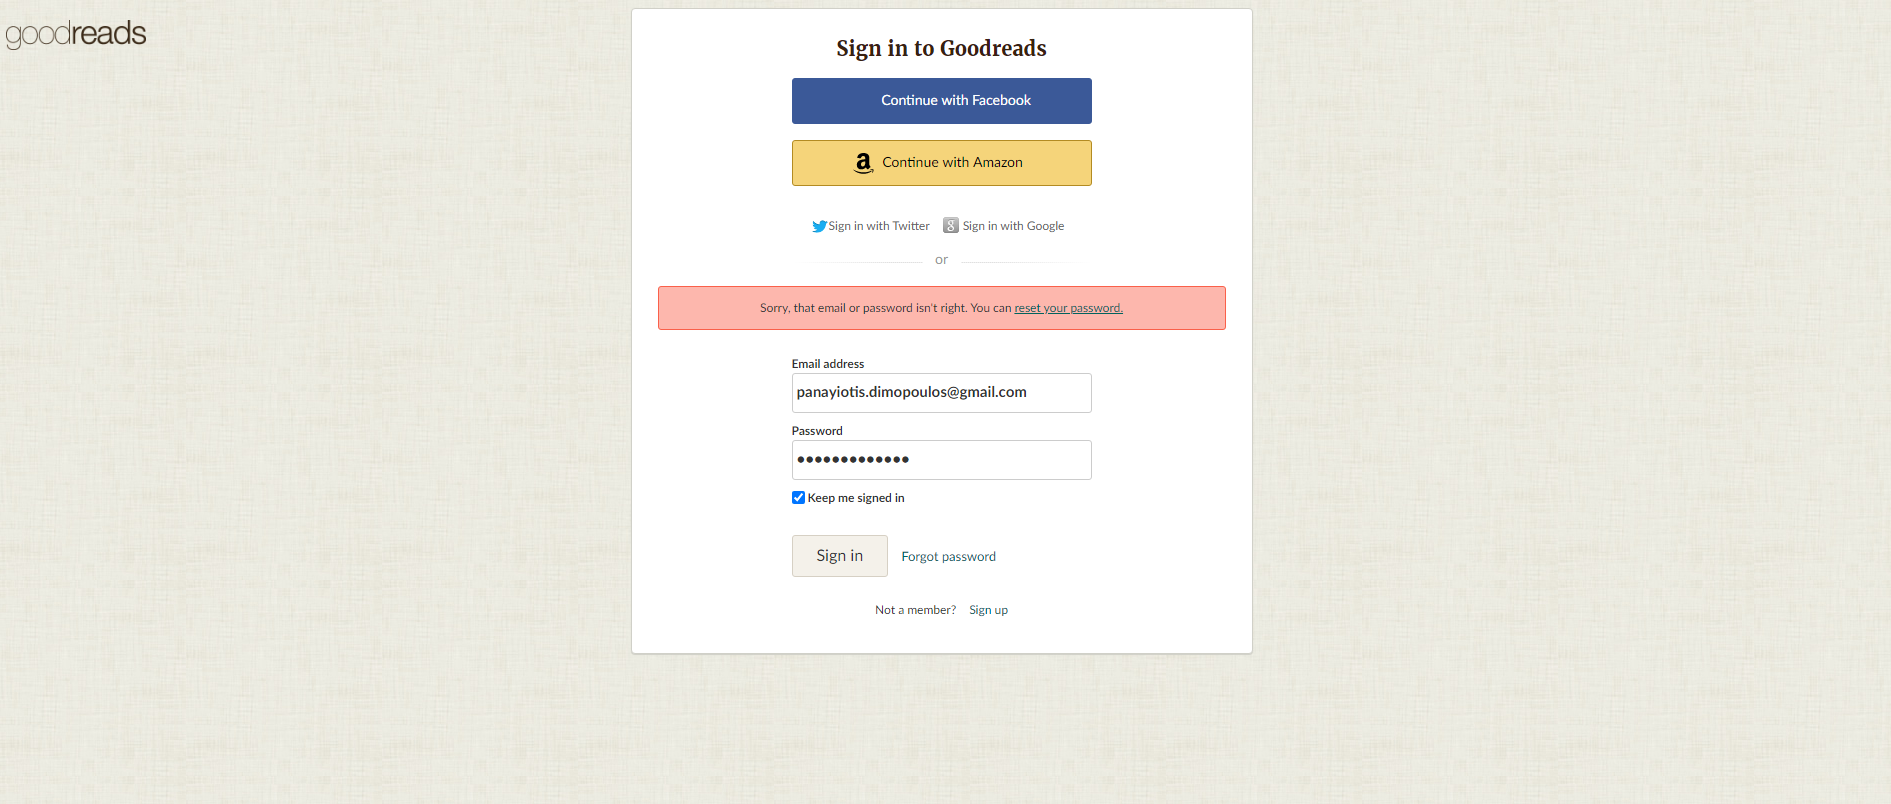 goodreads
Sign in to Goodreads
Continue with Facebook
a Continue with Amazon
Sign in with Twitter g Sign in with Google
or
Sorry, that email or password isn't right. You can reset your password.
Email address
panayiotis.dimopoulos@gmail.com
Password
•••••••••••••
Keep me signed in
Sign in Forgot password
Not a member? Sign up